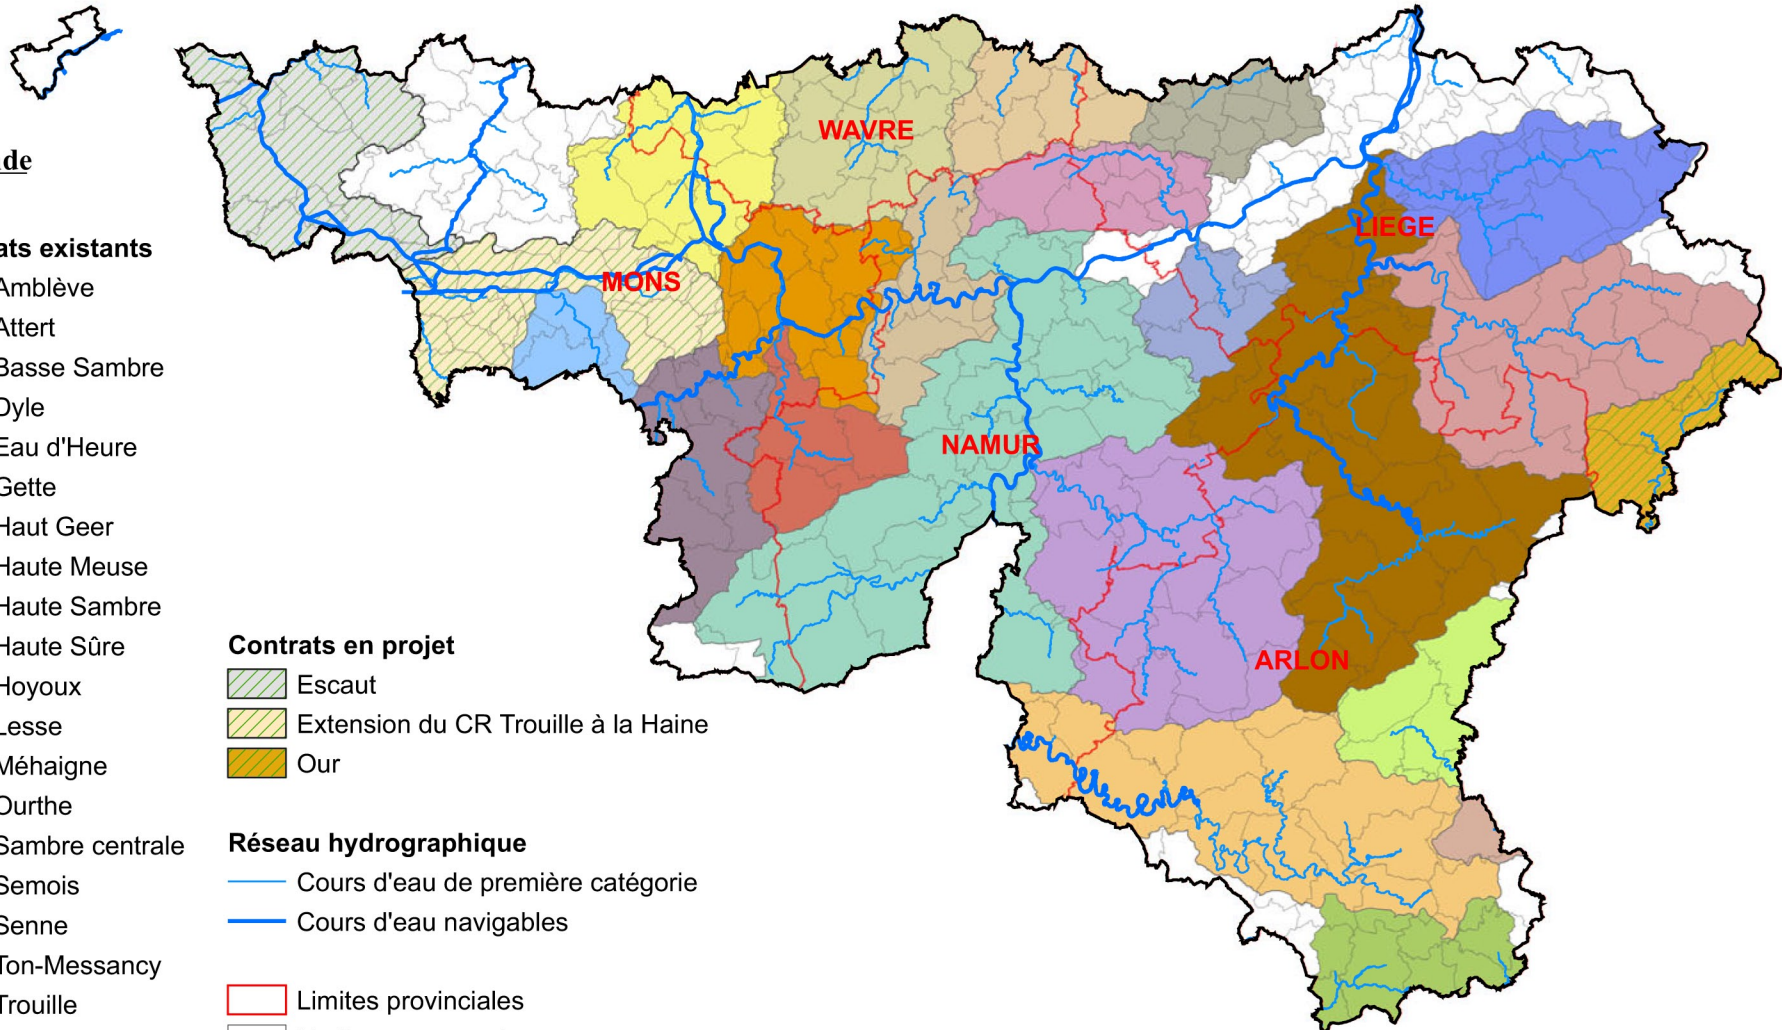 WAVRE
LIEGE
MONS
NAMUR
ARLON
de
ats existants
Amblève
Attert
Basse Sambre
Dyle
Eau d'Heure
Gette
Haut Geer
Haute Meuse
Haute Sambre
Haute Sûre
Hoyoux
Lesse
Méhaigne
Ourthe
Sambre centrale
Semois
Senne
Ton-Messancy
Trouille
Contrats en projet
Escaut
Extension du CR Trouille à la Haine
Our
Réseau hydrographique
Cours d'eau de première catégorie
Cours d'eau navigables
Limites provinciales